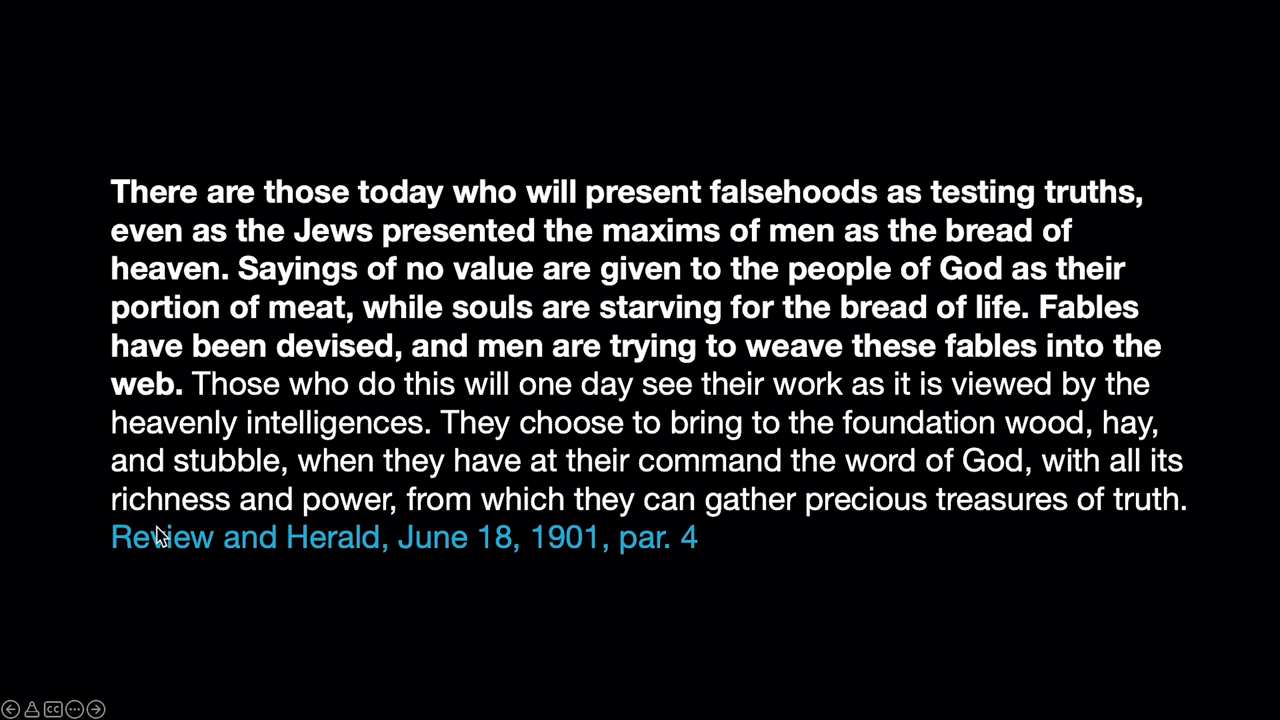 There are those today who will present falsehoods as testing truths,
even as the Jews presented the maxims of men as the bread of
heaven. Sayings of no value are given to the people of God as their
portion of meat, while souls are starving for the bread of life. Fables
have been devised, and men are trying to weave these fables into the
web. Those who do this will one day see their work as it is viewed by the
heavenly intelligences. They choose to bring to the foundation wood, hay,
and stubble, when they have at their command the word of God, with all its
richness and power, from which they can gather precious treasures of truth.
Review and Herald, June 18, 1901, par. 4
CC